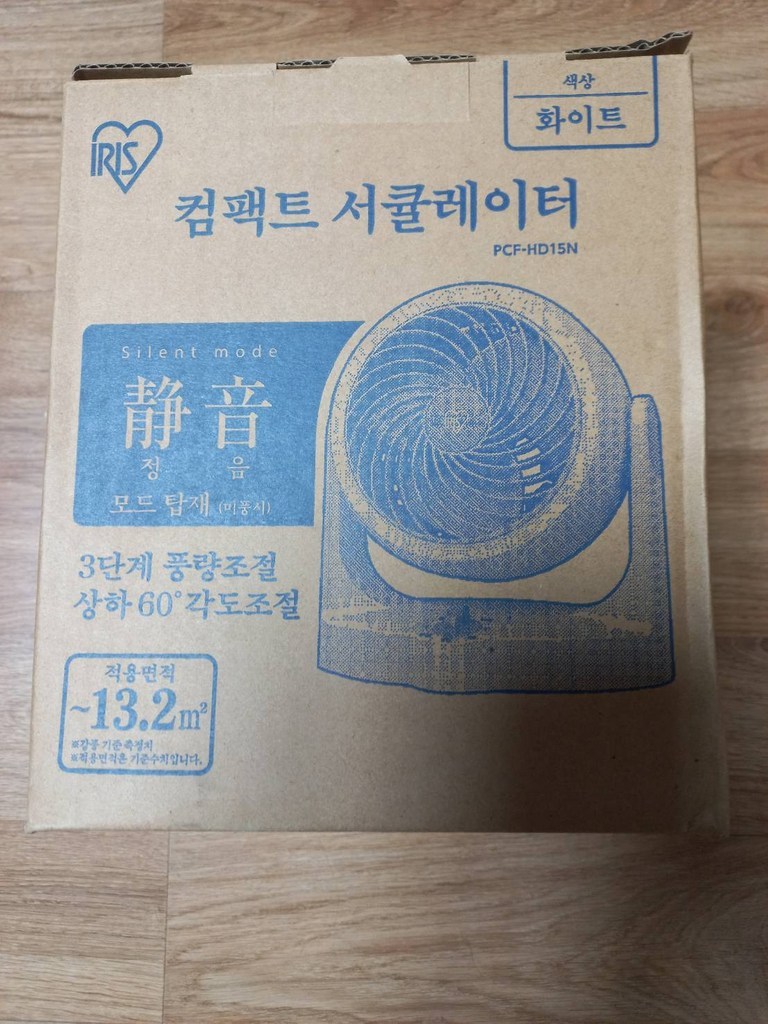 색상
화이트
IRIS
컴팩트 서큘레이터
PCF-HD15N
Silent mode
静音
정음
모드 탑재 (미풍시)
3단계 풍량조절
상하 60°각도조절
적용면적
~13.2m²
※강풍 기준 측정치
※적용면적은 기준수치입니다.